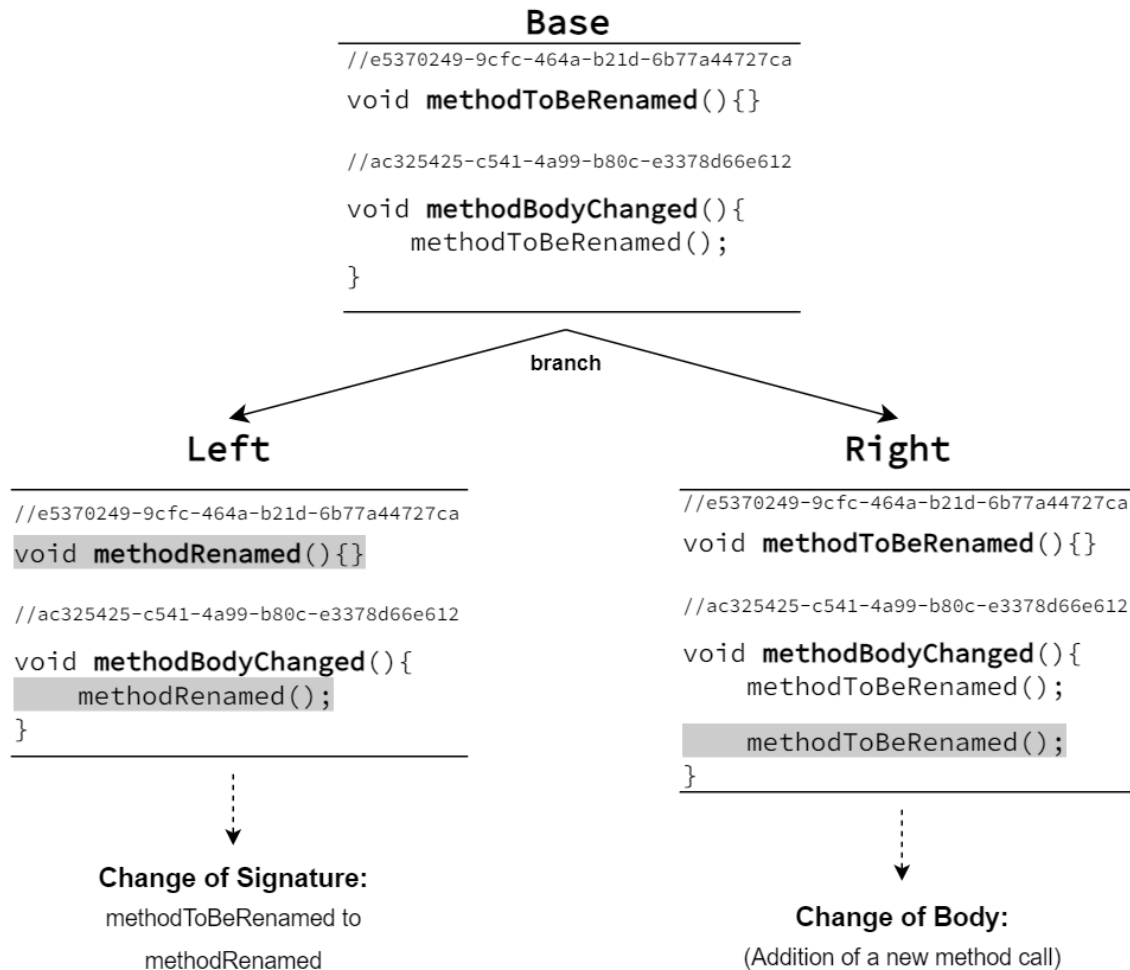 Base
//e5370249-9cfc-464a-b21d-6b77a44727ca
void methodToBeRenamed(){}
//ac325425-c541-4a99-b80c-e3378d66e612
void methodBodyChanged(){
methodToBeRenamed();
}
branch
Left
//e5370249-9cfc-464a-b21d-6b77a44727ca
void methodRenamed(){}
//ac325425-c541-4a99-b80c-e3378d66e612
void methodBodyChanged(){
methodRenamed();
}
Change of Signature:
methodToBeRenamed to
methodRenamed
Right
//e5370249-9cfc-464a-b21d-6b77a44727ca
void methodToBeRenamed(){}
//ac325425-c541-4a99-b80c-e3378d66e612
void methodBodyChanged(){
methodToBeRenamed();
methodToBeRenamed();
}
Change of Body:
(Addition of a new method call)